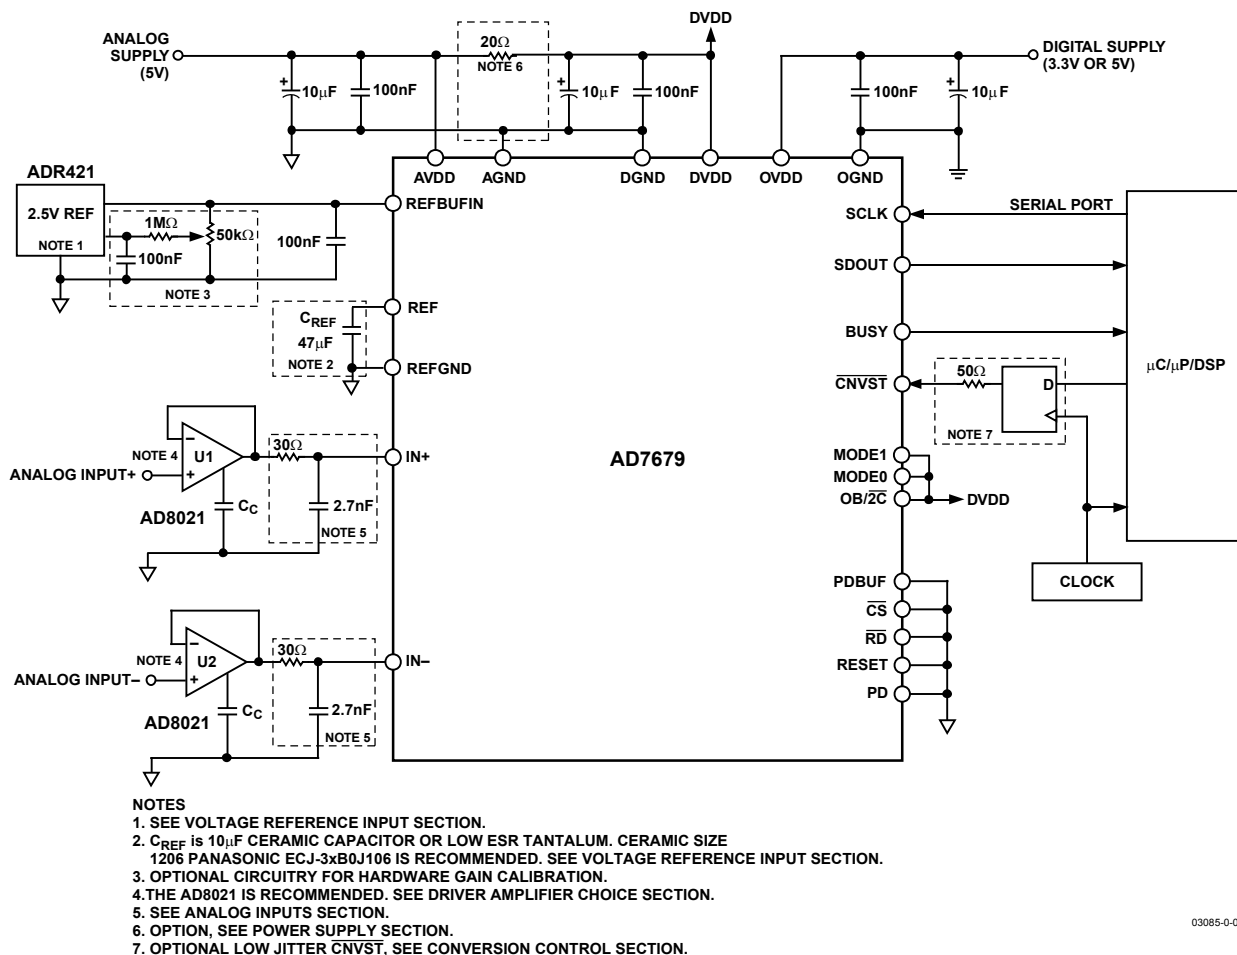 ANALOG
SUPPLY
(5V)
20Ω
NOTE 6
DVDD
DIGITAL SUPPLY
(3.3V OR 5V)
+
10μF
100nF
+
10μF
100nF
100nF
+
10μF
AVDD
AGND
DGND
DVDD
OVDD
OGND
ADR421
2.5V REF
NOTE 1
1MΩ
50kΩ
100nF
NOTE 3
100nF
REFBUFIN
C_REF
47μF
NOTE 2
REF
REFGND
SCLK
SERIAL PORT
SDOUT
BUSY
CNVST
50Ω
D
NOTE 7
μC/μP/DSP
NOTE 4
−
U1
+
ANALOG INPUT+
AD8021
C_C
30Ω
2.7nF
NOTE 5
IN+
AD7679
MODE1
MODE0
OB/2C
DVDD
CLOCK
NOTE 4
−
U2
+
ANALOG INPUT−
AD8021
C_C
30Ω
2.7nF
NOTE 5
IN−
PDBUF
CS
RD
RESET
PD
NOTES
1. SEE VOLTAGE REFERENCE INPUT SECTION.
2. C_REF is 10μF CERAMIC CAPACITOR OR LOW ESR TANTALUM. CERAMIC SIZE
1206 PANASONIC ECJ-3xB0J106 IS RECOMMENDED. SEE VOLTAGE REFERENCE INPUT SECTION.
3. OPTIONAL CIRCUITRY FOR HARDWARE GAIN CALIBRATION.
4.THE AD8021 IS RECOMMENDED. SEE DRIVER AMPLIFIER CHOICE SECTION.
5. SEE ANALOG INPUTS SECTION.
6. OPTION, SEE POWER SUPPLY SECTION.
7. OPTIONAL LOW JITTER CNVST, SEE CONVERSION CONTROL SECTION.
03085-0-0